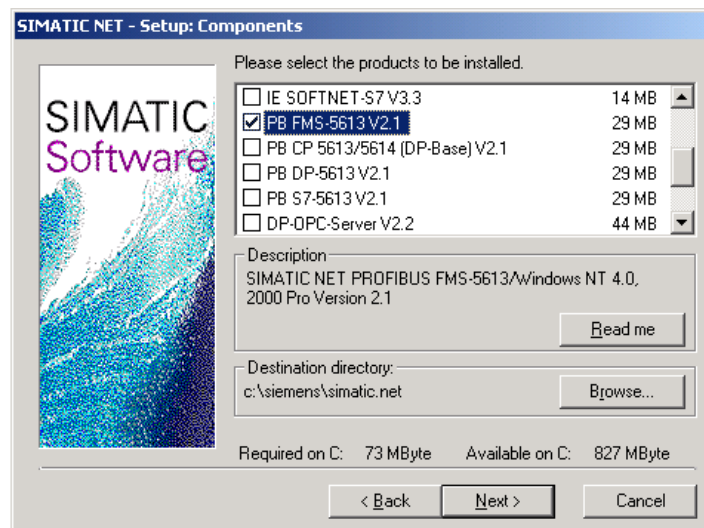 SIMATIC NET - Setup: Components
SIMATIC
Software
Please select the products to be installed.
IE SOFTNET-S7 V3.3 14 MB
PB FMS-5613 V2.1 29 MB
PB CP 5613/5614 (DP-Base) V2.1 29 MB
PB DP-5613 V2.1 29 MB
PB S7-5613 V2.1 29 MB
DP-OPC-Server V2.2 44 MB
Description
SIMATIC NET PROFIBUS FMS-5613/Windows NT 4.0,
2000 Pro Version 2.1
Read me
Destination directory:
c:\siemens\simatic.net
Browse...
Required on C: 73 MByte Available on C: 827 MByte
< Back Next > Cancel